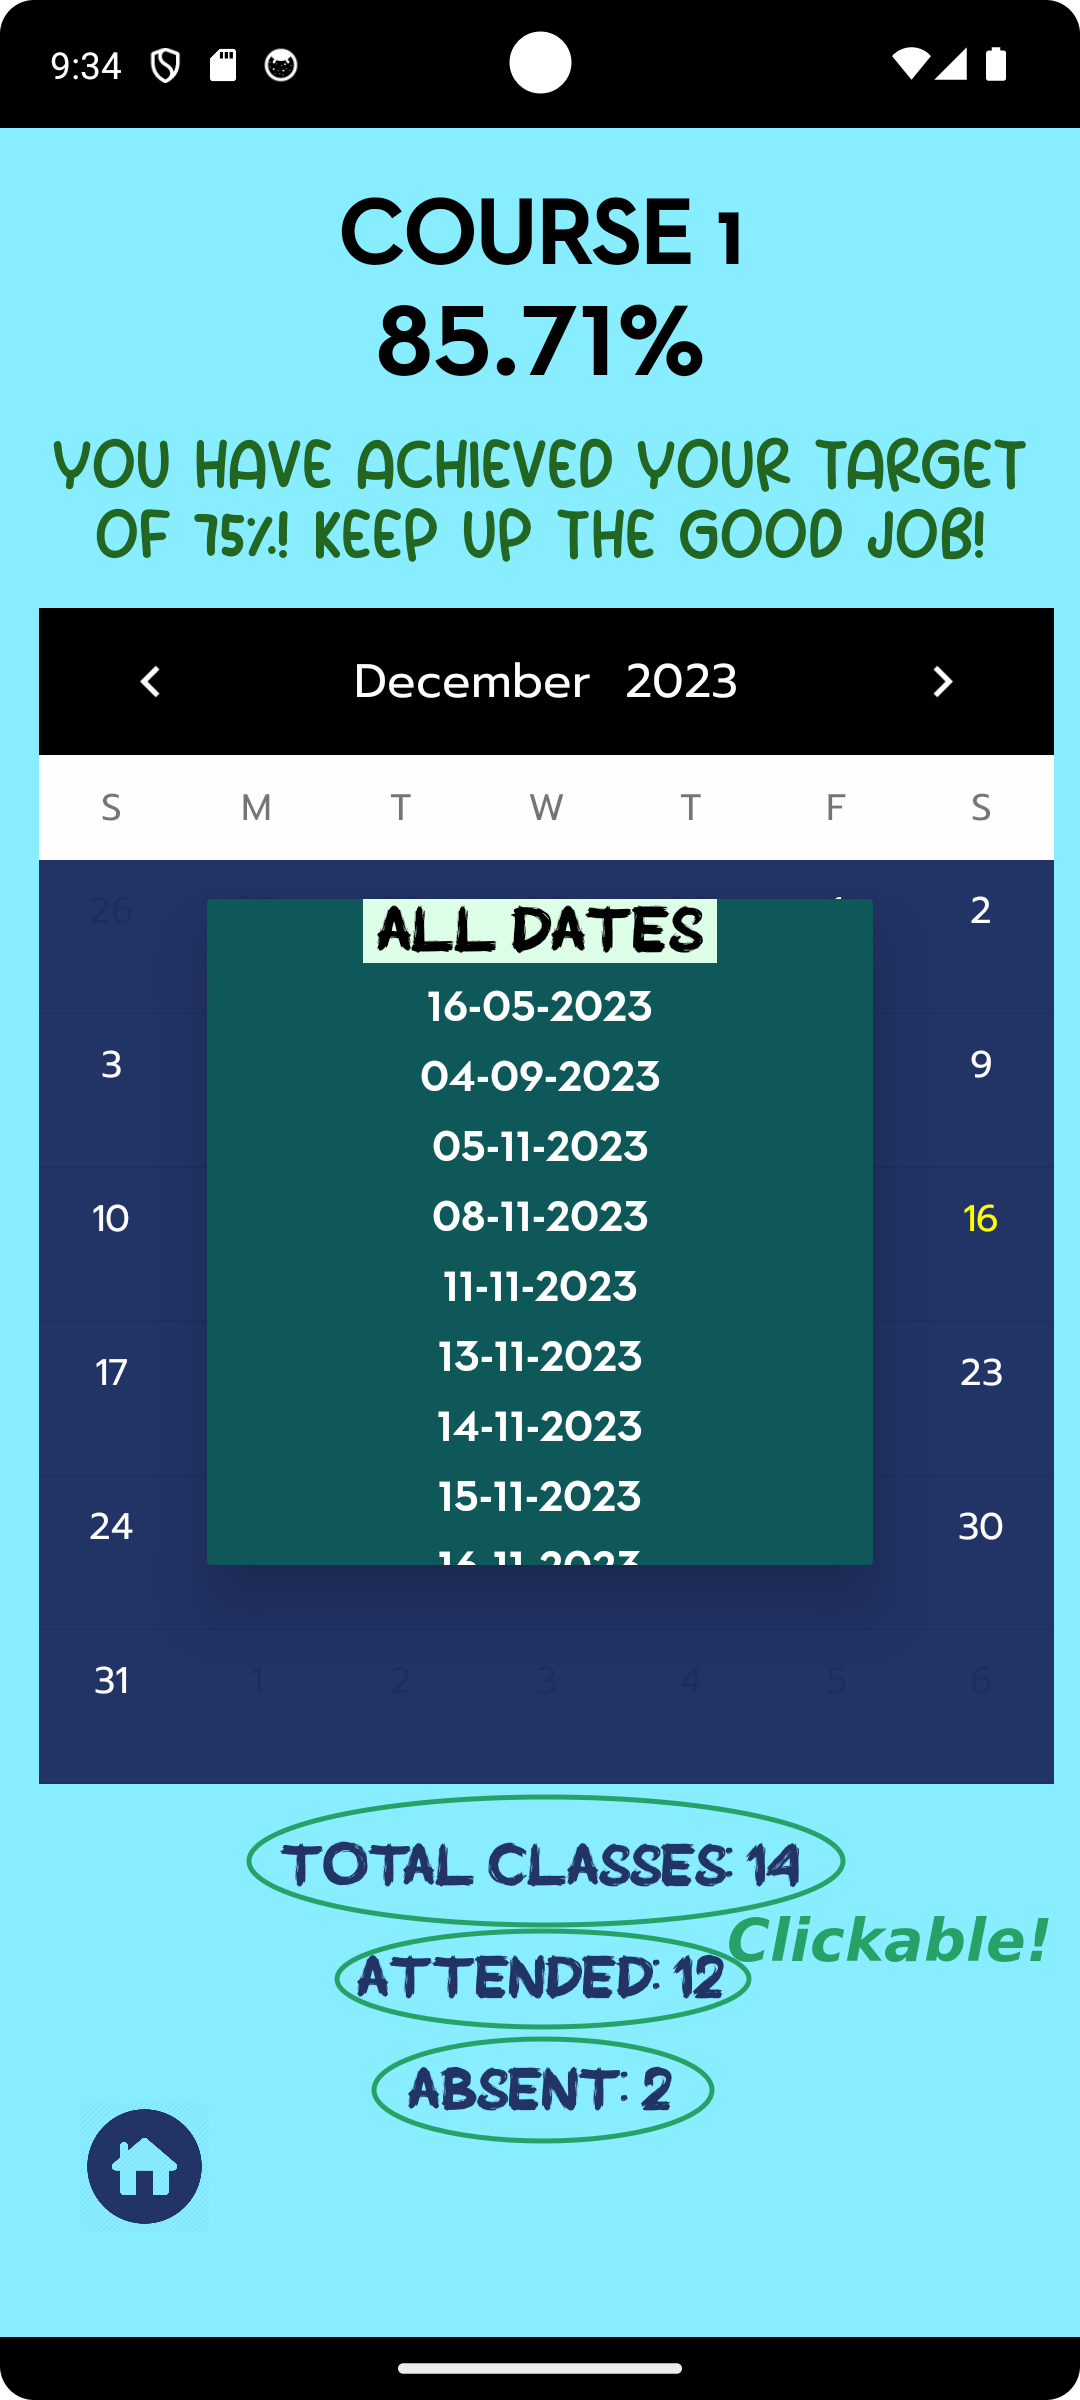 9:34
COURSE 1
85.71%
YOU HAVE ACHIEVED YOUR TARGET
OF 75%! KEEP UP THE GOOD JOB!
December 2023
S M T W T F S
26 2
ALL DATES
16-05-2023
04-09-2023
3 9
05-11-2023
08-11-2023
10 16
11-11-2023
13-11-2023
17 23
14-11-2023
15-11-2023
24 30
16-11-2023
31 1 2 3 4 5 6
TOTAL CLASSES: 14
Clickable!
ATTENDED: 12
ABSENT: 2